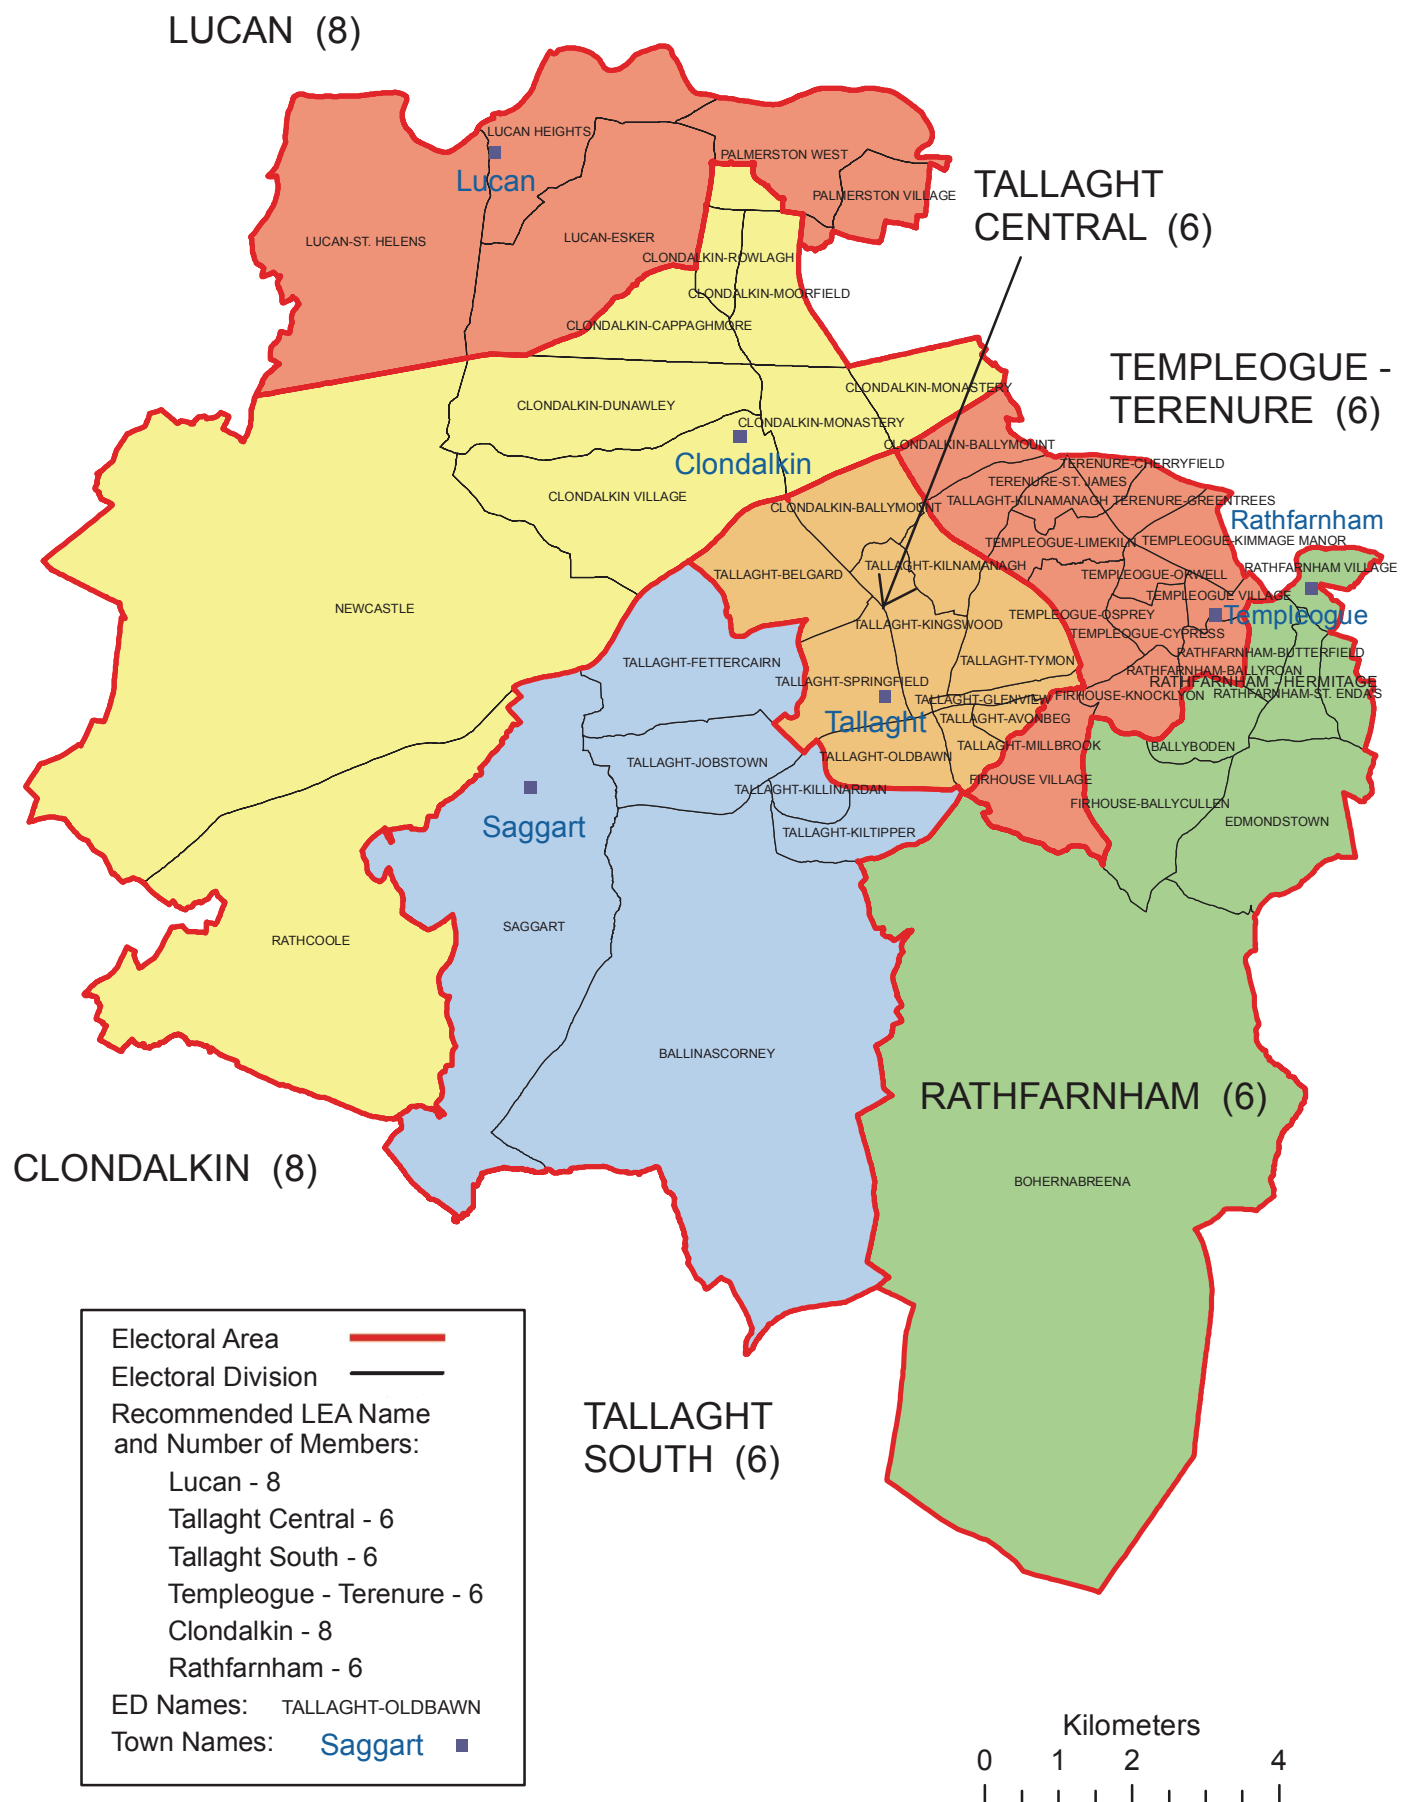 LUCAN (8)
LUCAN HEIGHTS
PALMERSTON WEST
Lucan
PALMERSTON VILLAGE
TALLAGHT
CENTRAL (6)
LUCAN-ST. HELENS
LUCAN-ESKER
CLONDALKIN-ROWLAGH
CLONDALKIN-MOORFIELD
CLONDALKIN-CAPPAGHMORE
TEMPLEOGUE -
TERENURE (6)
CLONDALKIN-MONASTERY
CLONDALKIN-DUNAWLEY
CLONDALKIN-MONASTERY
CLONDALKIN-BALLYMOUNT
Clondalkin
TERENURE-CHERRYFIELD
TERENURE-ST. JAMES
CLONDALKIN VILLAGE
TALLAGHT-KILNAMANAGH
TERENURE-GREENTREES
CLONDALKIN-BALLYMOUNT
Rathfarnham
TEMPLEOGUE-LIMEKILN
TEMPLEOGUE-KIMMAGE MANOR
TALLAGHT-KILNAMANAGH
RATHFARNHAM VILLAGE
TALLAGHT-BELGARD
TEMPLEOGUE-ORWELL
TEMPLEOGUE VILLAGE
NEWCASTLE
TEMPLEOGUE-OSPREY
Templeogue
TALLAGHT-KINGSWOOD
TEMPLEOGUE-CYPRESS
RATHFARNHAM-BUTTERFIELD
TALLAGHT-FETTERCAIRN
TALLAGHT-TYMON
RATHFARNHAM-BALLYROAN
TALLAGHT-SPRINGFIELD
RATHFARNHAM - HERMITAGE
TALLAGHT-GLENVIEW
FIRHOUSE-KNOCKLYON
RATHFARNHAM-ST. ENDA'S
Tallaght
TALLAGHT-AVONBEG
TALLAGHT-MILLBROOK
BALLYBODEN
TALLAGHT-OLDBAWN
TALLAGHT-JOBSTOWN
FIRHOUSE VILLAGE
TALLAGHT-KILLINARDAN
FIRHOUSE-BALLYCULLEN
Saggart
EDMONDSTOWN
TALLAGHT-KILTIPPER
SAGGART
RATHCOOLE
BALLINASCORNEY
RATHFARNHAM (6)
CLONDALKIN (8)
BOHERNABREENA
TALLAGHT
SOUTH (6)
Electoral Area
Electoral Division
Recommended LEA Name
and Number of Members:
Lucan - 8
Tallaght Central - 6
Tallaght South - 6
Templeogue - Terenure - 6
Clondalkin - 8
Rathfarnham - 6
ED Names: TALLAGHT-OLDBAWN
Town Names: Saggart
Kilometers
0 1 2 4